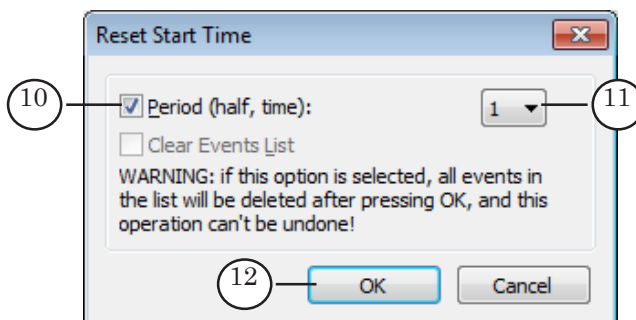 Reset Start Time
10
Period (half, time):
1
11
Clear Events List
WARNING: if this option is selected, all events in
the list will be deleted after pressing OK, and this
operation can't be undone!
12
OK
Cancel